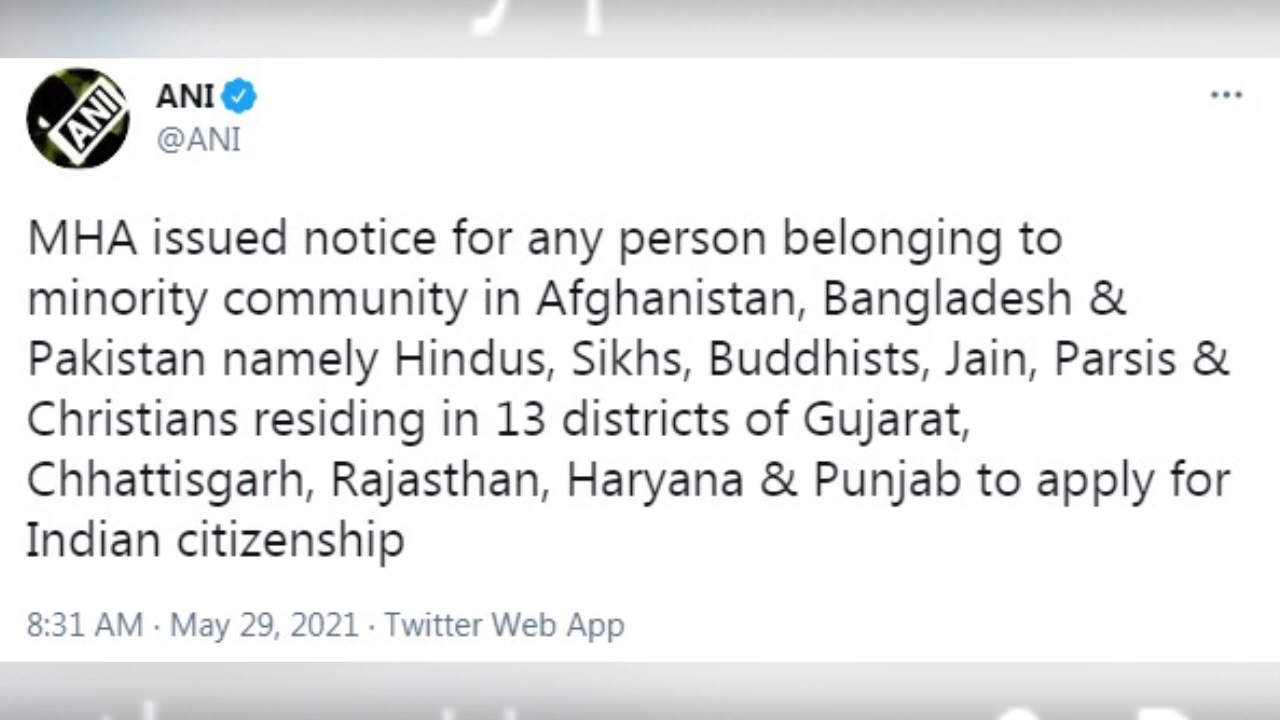 ANI
ANI
@ANI
MHA issued notice for any person belonging to
minority community in Afghanistan, Bangladesh &
Pakistan namely Hindus, Sikhs, Buddhists, Jain, Parsis &
Christians residing in 13 districts of Gujarat,
Chhattisgarh, Rajasthan, Haryana & Punjab to apply for
Indian citizenship
8:31 AM · May 29, 2021 · Twitter Web App